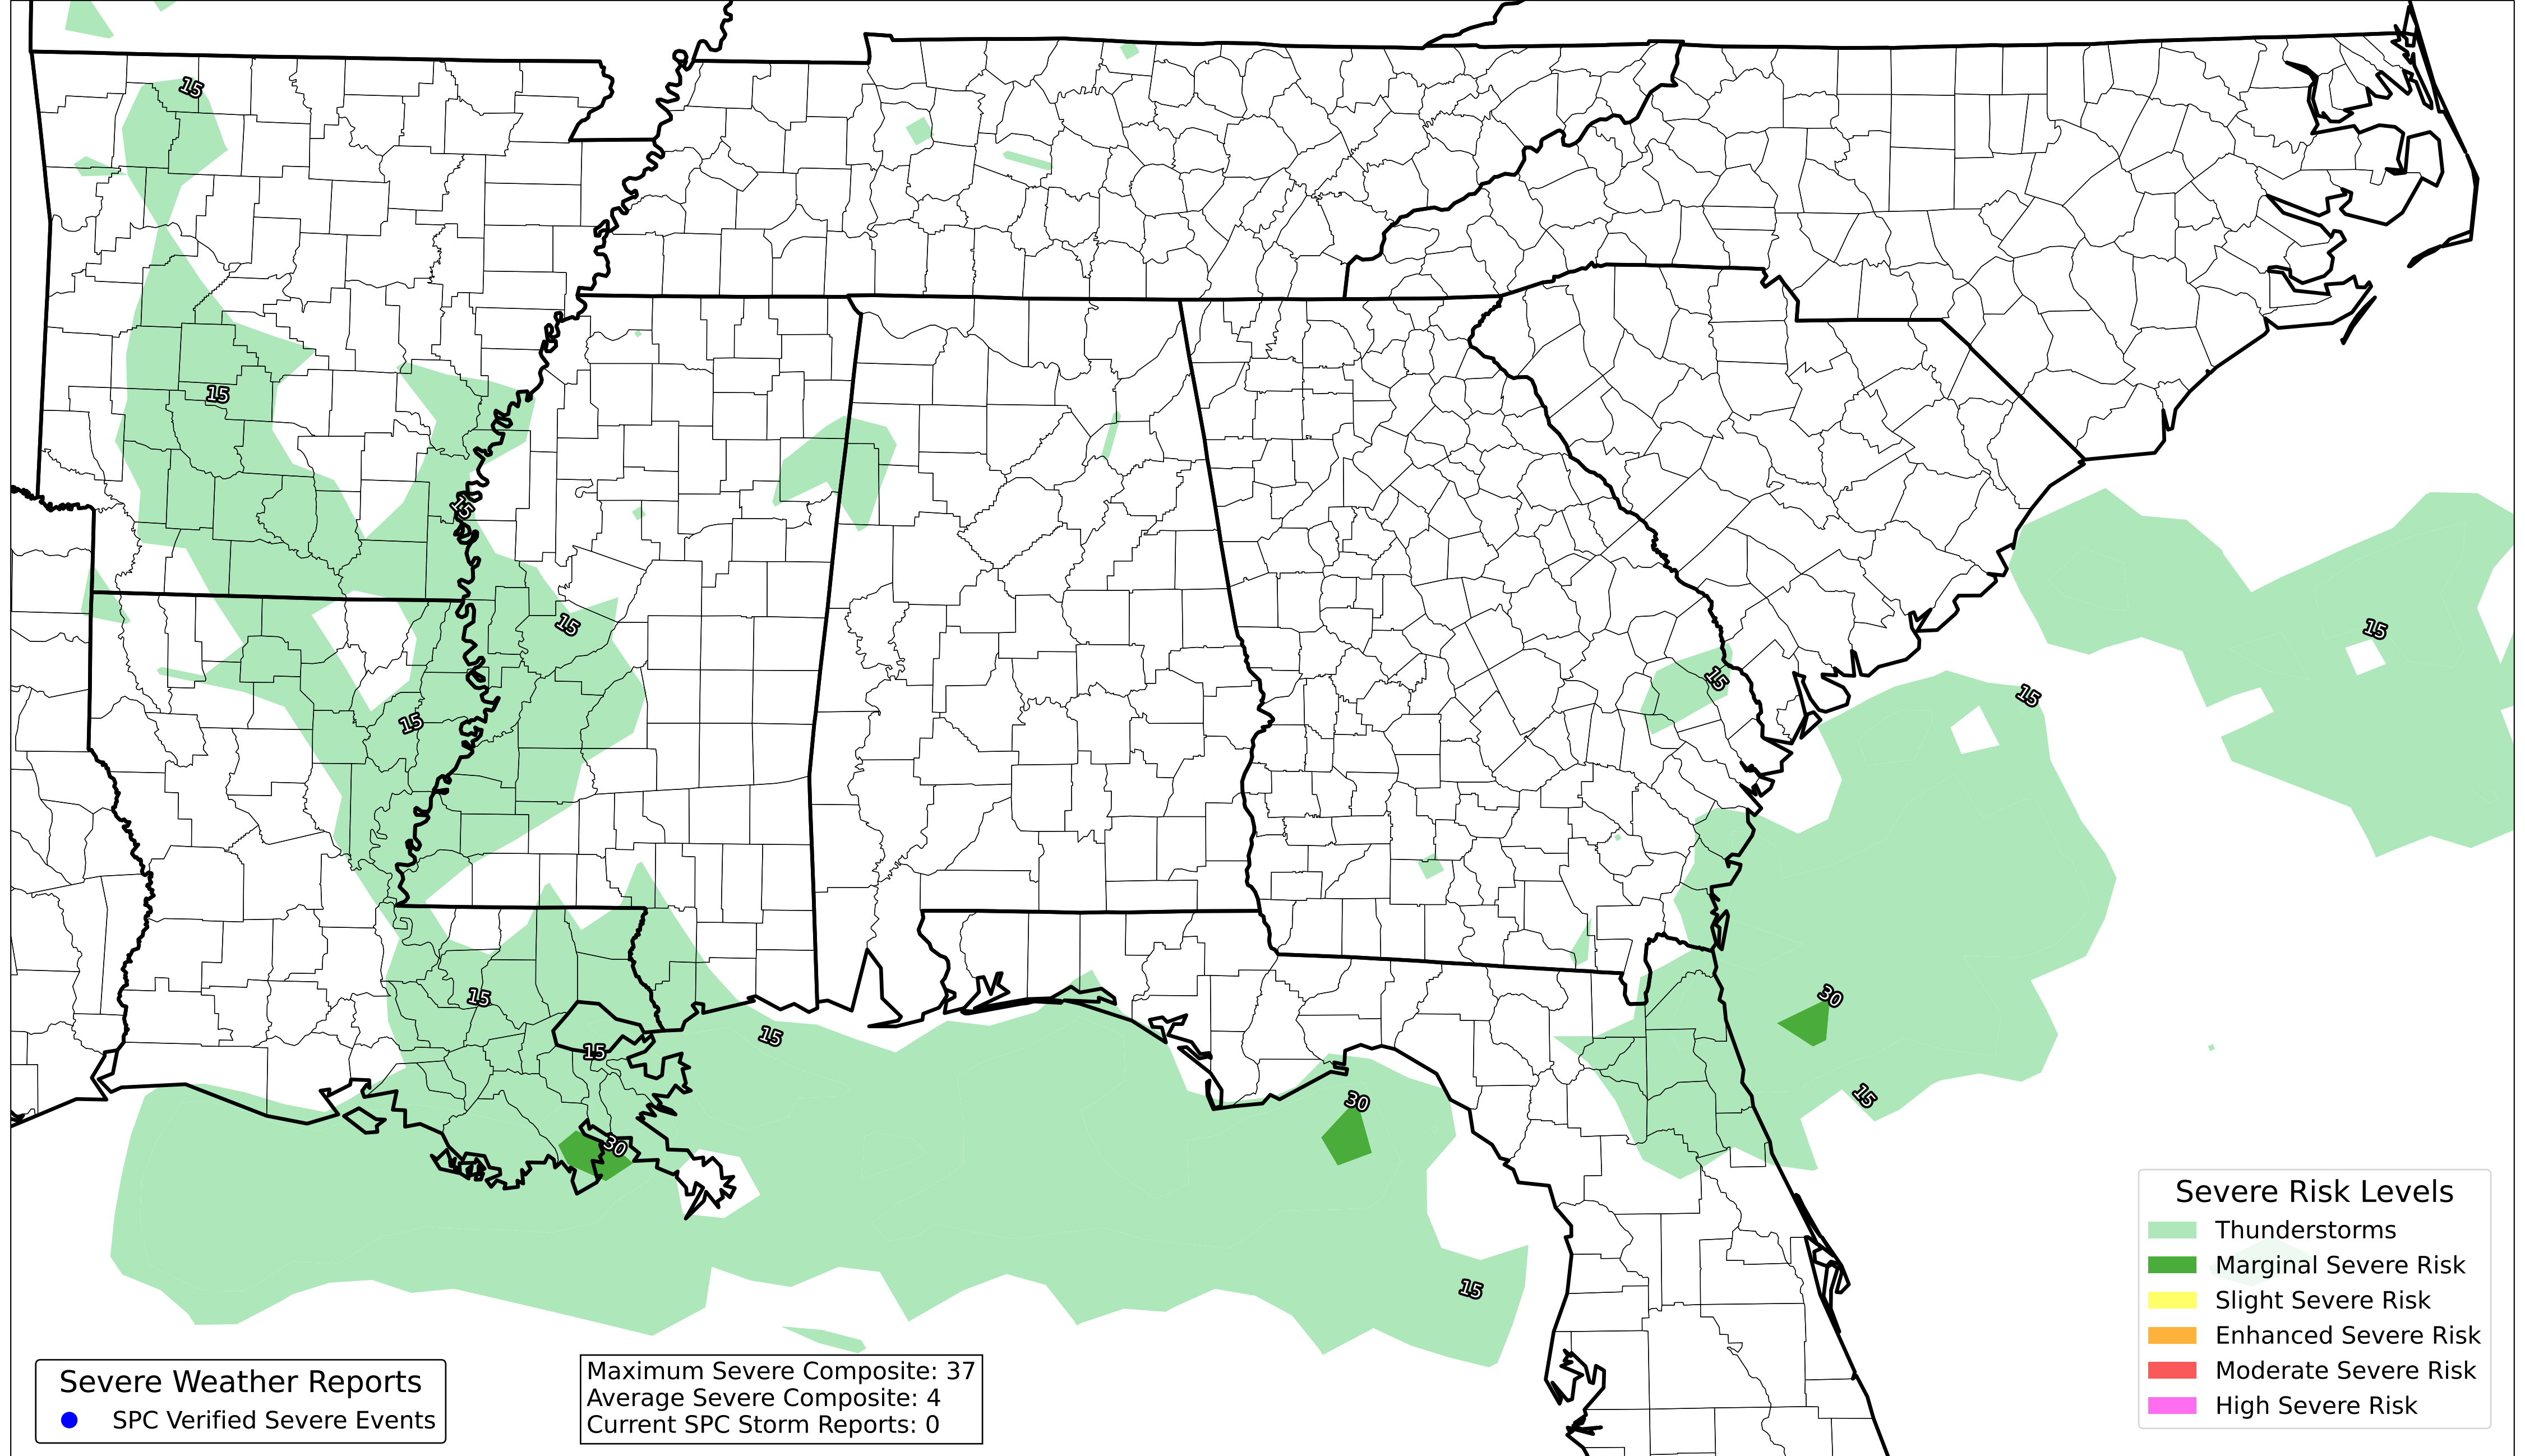 15
15
15
15
15
15
15
15
15
15
15
30
30
30
15
15
Severe Risk Levels
Thunderstorms
Marginal Severe Risk
Slight Severe Risk
Enhanced Severe Risk
Moderate Severe Risk
High Severe Risk
Severe Weather Reports
SPC Verified Severe Events
Maximum Severe Composite: 37
Average Severe Composite: 4
Current SPC Storm Reports: 0